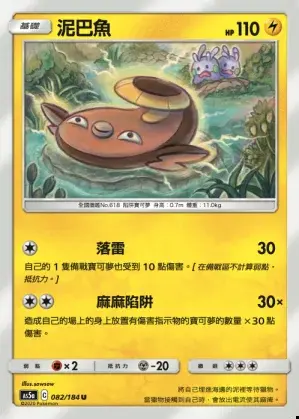 基礎 泥巴魚 HP 110
全國圖鑑No.618 陷阱寶可夢 身高：0.7m 體重：11.0kg
落雷 30
自己的 1 隻備戰寶可夢也受到 10 點傷害。[在備戰區不計算弱點、
抵抗力。]
麻麻陷阱 30×
造成自己的場上的身上放置有傷害指示物的寶可夢的數量 ×30 點
傷害。
弱點 ×2 抵抗力 -20 撤退
illus.sowsow
AS5a C 082/184 U
©2020 Pokémon
將自己埋進海邊的泥裡等待獵物。
當獵物接觸到自己時，會放出電使其麻痺。